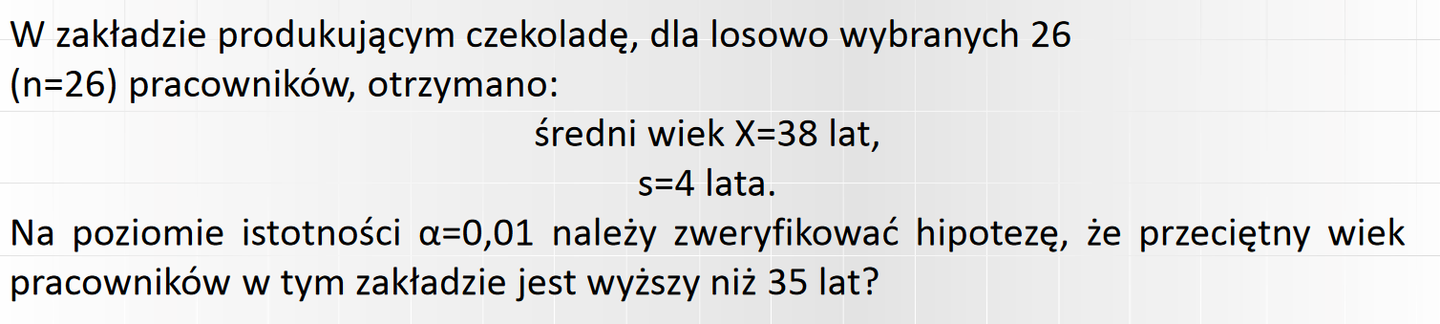 W zakładzie produkującym czekoladę, dla losowo wybranych 26
(n=26) pracowników, otrzymano:
średni wiek X=38 lat,
s=4 lata.
Na poziomie istotności α=0,01 należy zweryfikować hipotezę, że przeciętny wiek
pracowników w tym zakładzie jest wyższy niż 35 lat?